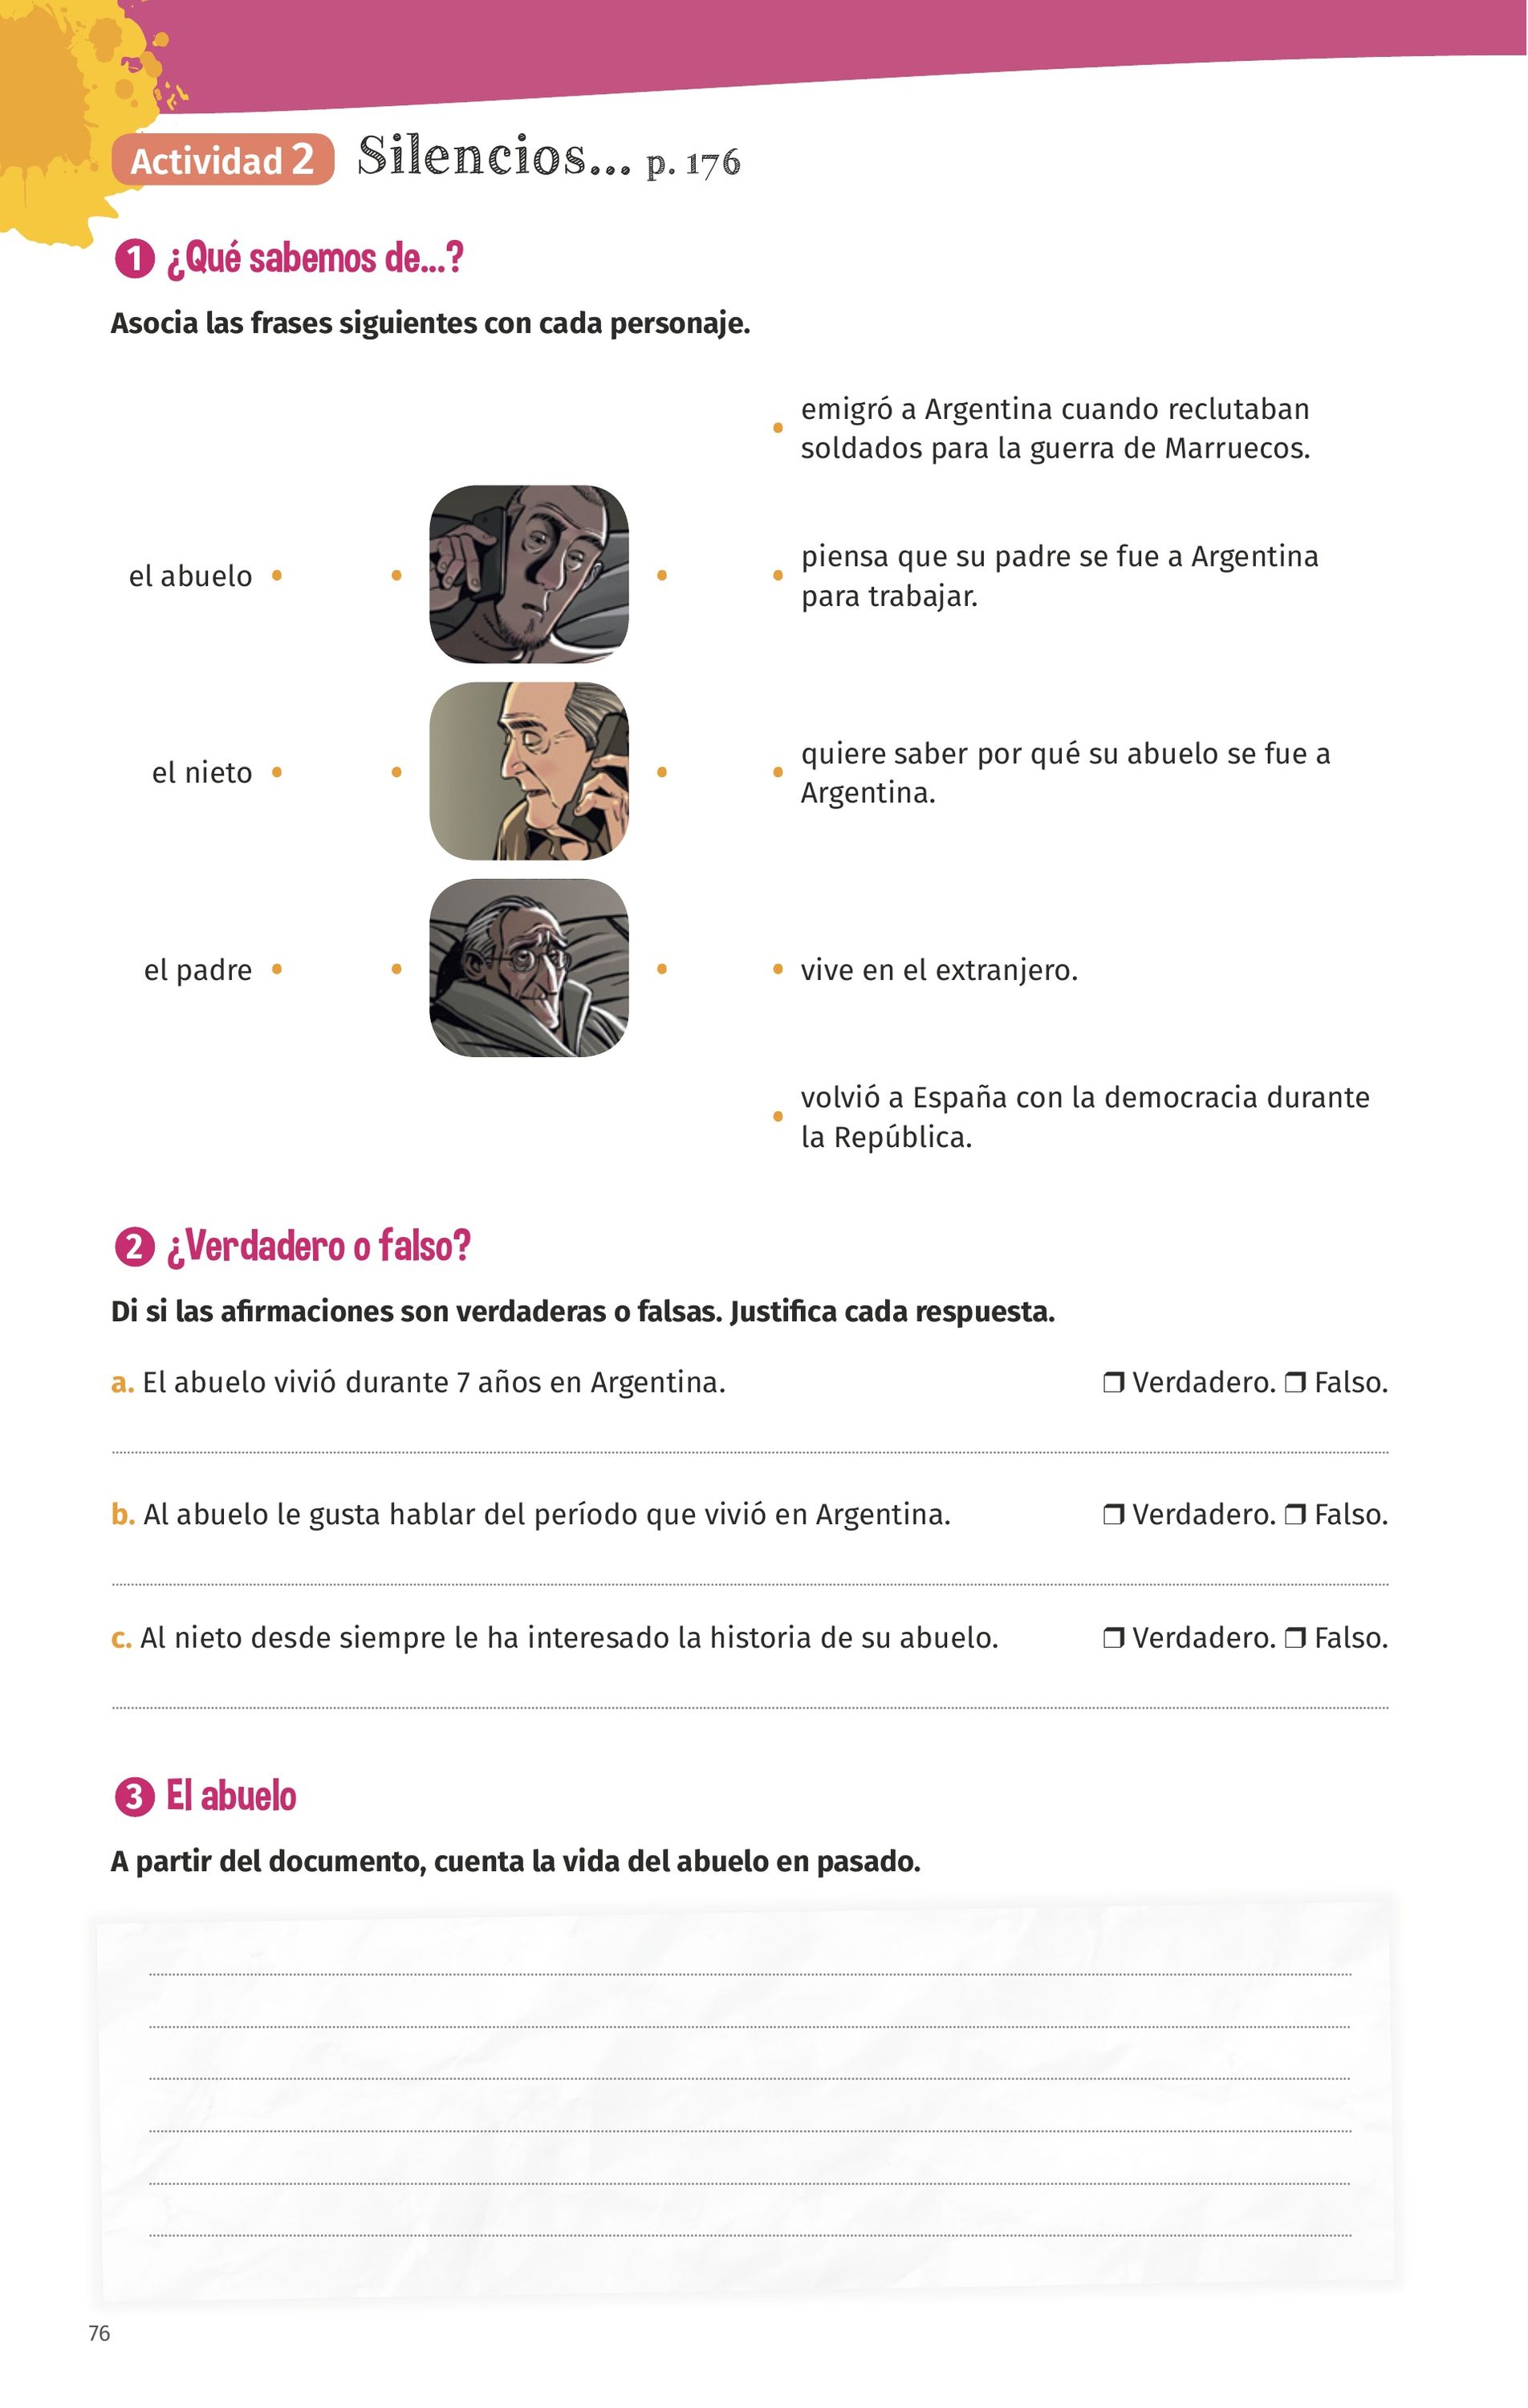 Actividad 2 Silencios... p. 176
1 ¿Qué sabemos de...?
Asocia las frases siguientes con cada personaje.
emigró a Argentina cuando reclutaban
soldados para la guerra de Marruecos.
el abuelo
piensa que su padre se fue a Argentina
para trabajar.
el nieto
quiere saber por qué su abuelo se fue a
Argentina.
el padre
vive en el extranjero.
volvió a España con la democracia durante
la República.
2 ¿Verdadero o falso?
Di si las afirmaciones son verdaderas o falsas. Justifica cada respuesta.
a. El abuelo vivió durante 7 años en Argentina. ❒ Verdadero. ❒ Falso.
b. Al abuelo le gusta hablar del período que vivió en Argentina. ❒ Verdadero. ❒ Falso.
c. Al nieto desde siempre le ha interesado la historia de su abuelo. ❒ Verdadero. ❒ Falso.
3 El abuelo
A partir del documento, cuenta la vida del abuelo en pasado.
76